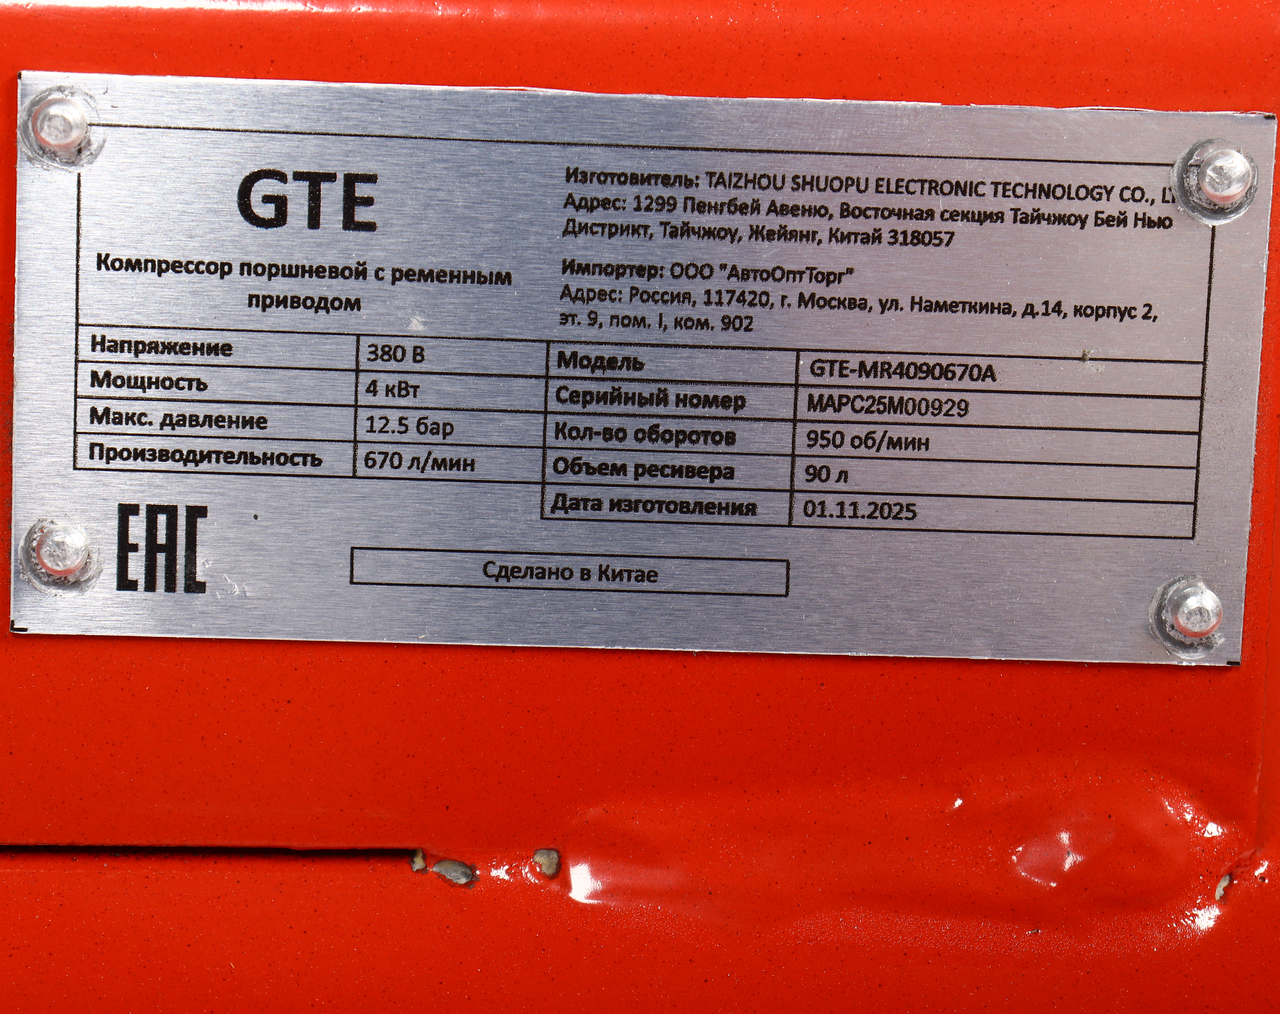 GTE
Компрессор поршневой с ременным
приводом
Изготовитель: TAIZHOU SHUOPU ELECTRONIC TECHNOLOGY CO.,
Адрес: 1299 Пенгбей Авеню, Восточная секция Тайчжоу Бей Нью
Дистрикт, Тайчжоу, Жейянг, Китай 318057
Импортер: ООО "АвтоОптТорг"
Адрес: Россия, 117420, г. Москва, ул. Наметкина, д.14, корпус 2,
эт. 9, пом. I, ком. 902
Напряжение 380 В
Мощность 4 кВт
Макс. давление 12.5 бар
Производительность 670 л/мин
Модель GTE-MR4090670A
Серийный номер MAPC25M00929
Кол-во оборотов 950 об/мин
Объем ресивера 90 л
Дата изготовления 01.11.2025
EAC
Сделано в Китае